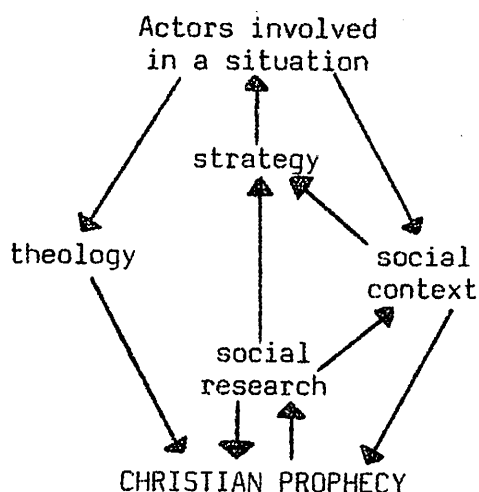 Actors involved
in a situation
strategy
theology
social
context
social
research
CHRISTIAN PROPHECY